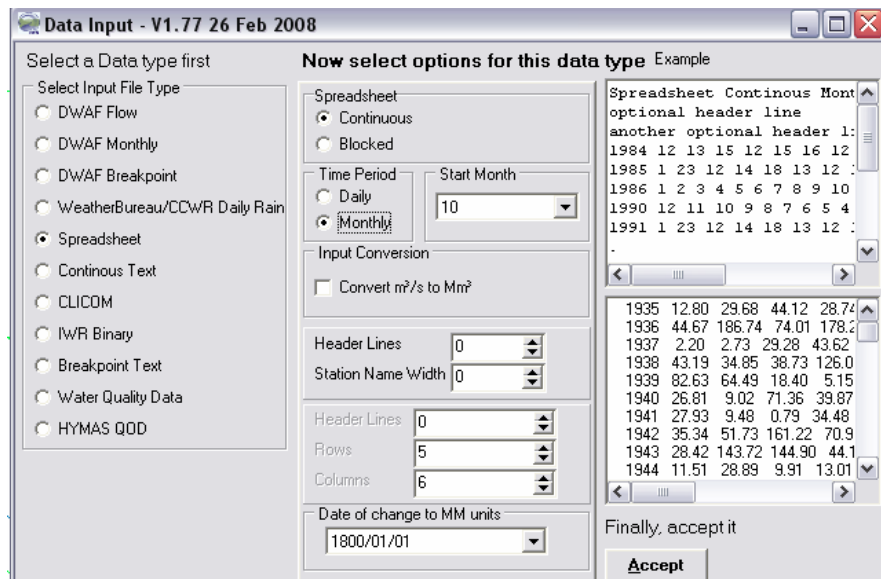 Data Input - V1.77 26 Feb 2008
Select a Data type first
Now select options for this data type
Example
Select Input File Type
DWAF Flow
DWAF Monthly
DWAF Breakpoint
WeatherBureau/CCWR Daily Rain
Spreadsheet
Continous Text
CLICOM
IWR Binary
Breakpoint Text
Water Quality Data
HYMAS QOD
Spreadsheet
Continuous
Blocked
Time Period
Daily
Monthly
Start Month
10
Input Conversion
Convert m³/s to Mm³
Header Lines 0
Station Name Width 0
Header Lines 0
Rows 5
Columns 6
Date of change to MM units
1800/01/01
Spreadsheet Continous Mont
optional header line
another optional header l
1984 12 13 15 12 15 16 12
1985 1 23 12 14 18 13 12
1986 1 2 3 4 5 6 7 8 9 10
1990 12 11 10 9 8 7 6 5 4
1991 1 23 12 14 18 13 12
.
1935 12.80 29.68 44.12 28.74
1936 44.67 186.74 74.01 178.2
1937 2.20 2.73 29.28 43.62
1938 43.19 34.85 38.73 126.0
1939 82.63 64.49 18.40 5.15
1940 26.81 9.02 71.36 39.87
1941 27.93 9.48 0.79 34.48
1942 35.34 51.73 161.22 70.9
1943 28.42 143.72 144.90 44.1
1944 11.51 28.89 9.91 13.01
Finally, accept it
Accept